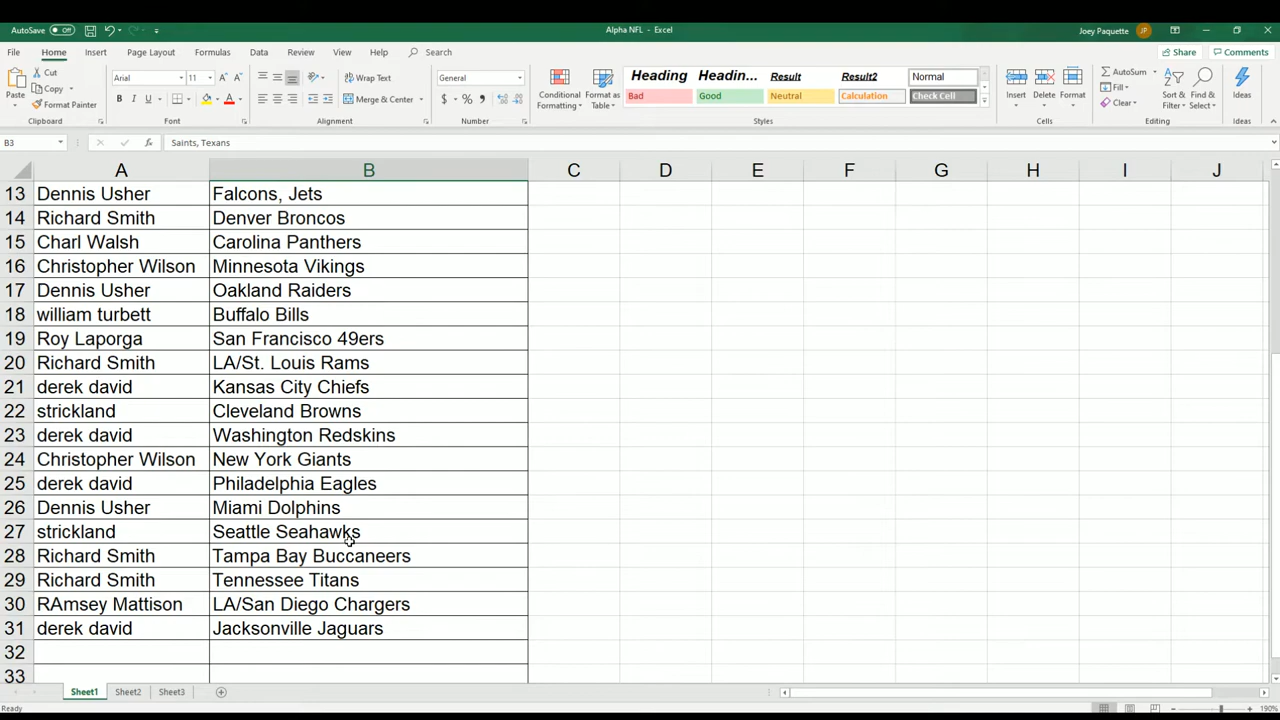 AutoSave Off Alpha NFL - Excel Joey Paquette JP
File Home Insert Page Layout Formulas Data Review View Help Search Share Comments
Paste Cut Copy Format Painter Clipboard
Arial 11 Font
Wrap Text Merge & Center Alignment
General Number
Conditional Formatting Format as Table
Heading Headin... Result Result2 Normal
Bad Good Neutral Calculation Check Cell
Styles
Insert Delete Format Cells
AutoSum Fill Clear Sort & Filter Find & Select Editing
Ideas Ideas
B3 fx Saints, Texans
A B C D E F G H I J
13 Dennis Usher Falcons, Jets
14 Richard Smith Denver Broncos
15 Charl Walsh Carolina Panthers
16 Christopher Wilson Minnesota Vikings
17 Dennis Usher Oakland Raiders
18 william turbett Buffalo Bills
19 Roy Laporga San Francisco 49ers
20 Richard Smith LA/St. Louis Rams
21 derek david Kansas City Chiefs
22 strickland Cleveland Browns
23 derek david Washington Redskins
24 Christopher Wilson New York Giants
25 derek david Philadelphia Eagles
26 Dennis Usher Miami Dolphins
27 strickland Seattle Seahawks
28 Richard Smith Tampa Bay Buccaneers
29 Richard Smith Tennessee Titans
30 RAmsey Mattison LA/San Diego Chargers
31 derek david Jacksonville Jaguars
32
33
Sheet1 Sheet2 Sheet3
Ready 190%